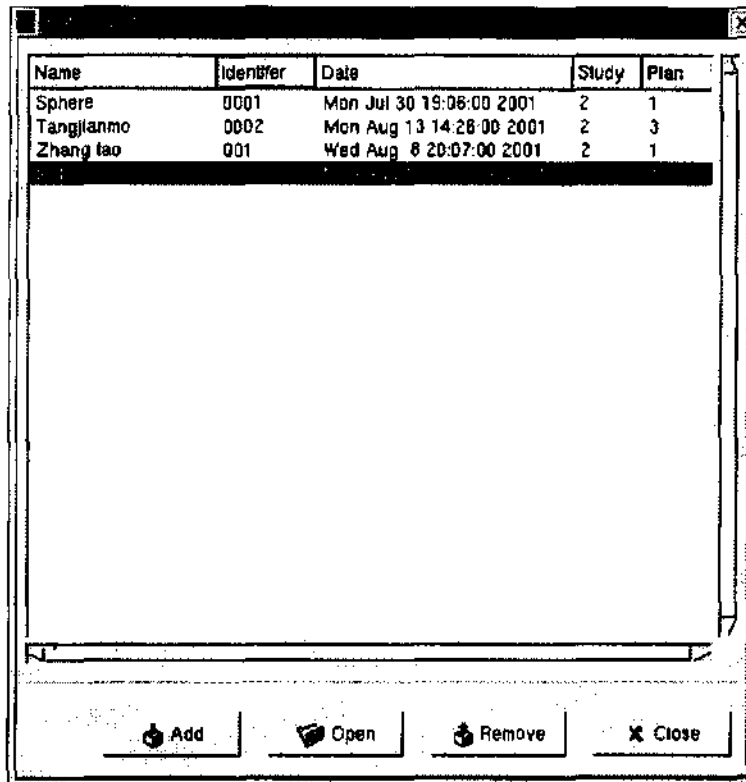 Name Identifer Date Study Plan
Sphere 0001 Mon Jul 30 19:06:00 2001 2 1
Tangjianmo 0002 Mon Aug 13 14:26:00 2001 2 3
Zhang tao 001 Wed Aug 8 20:07:00 2001 2 1
Add Open Remove Close